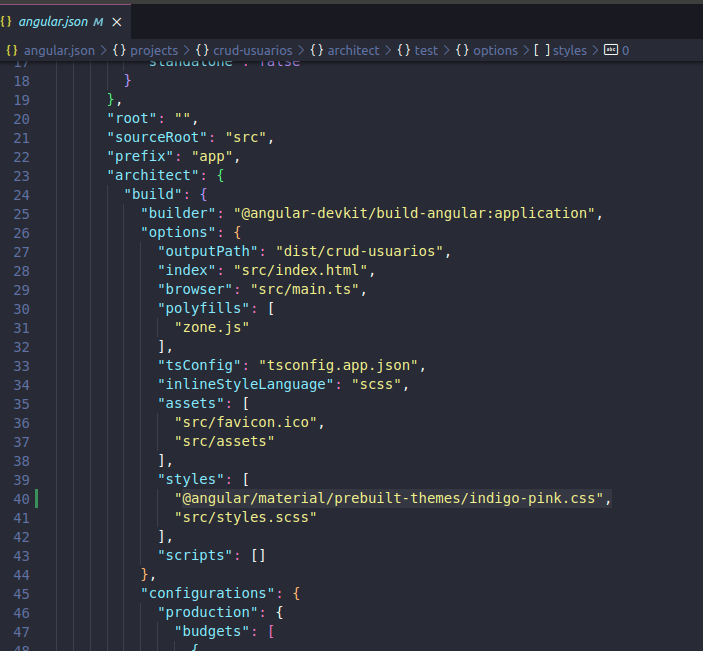 {} angular.json M ×
{} angular.json > {} projects > {} crud-usuarios > {} architect > {} test > {} options > [ ] styles > abc 0
17 "standalone": false
18 }
19 },
20 "root": "",
21 "sourceRoot": "src",
22 "prefix": "app",
23 "architect": {
24 "build": {
25 "builder": "@angular-devkit/build-angular:application",
26 "options": {
27 "outputPath": "dist/crud-usuarios",
28 "index": "src/index.html",
29 "browser": "src/main.ts",
30 "polyfills": [
31 "zone.js"
32 ],
33 "tsConfig": "tsconfig.app.json",
34 "inlineStyleLanguage": "scss",
35 "assets": [
36 "src/favicon.ico",
37 "src/assets"
38 ],
39 "styles": [
40 "@angular/material/prebuilt-themes/indigo-pink.css",
41 "src/styles.scss"
42 ],
43 "scripts": []
44 },
45 "configurations": {
46 "production": {
47 "budgets": [
48 {